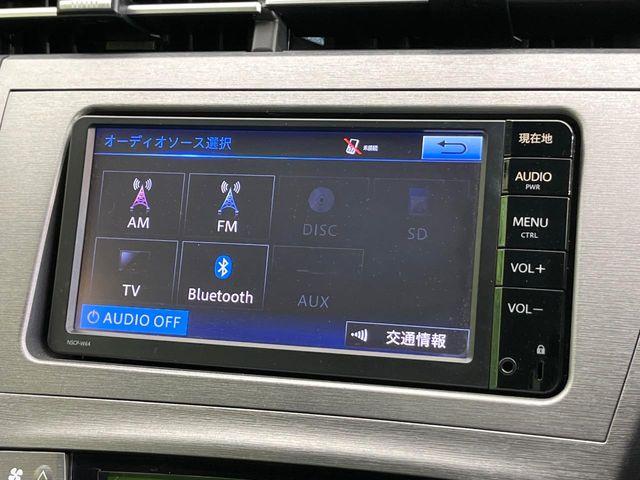 オーディオソース選択
未接続
AM
FM
DISC
SD
TV
Bluetooth
AUX
AUDIO OFF
交通情報
NSCP-W64
現在地
AUDIO
PWR
MENU
CTRL
VOL+
VOL−